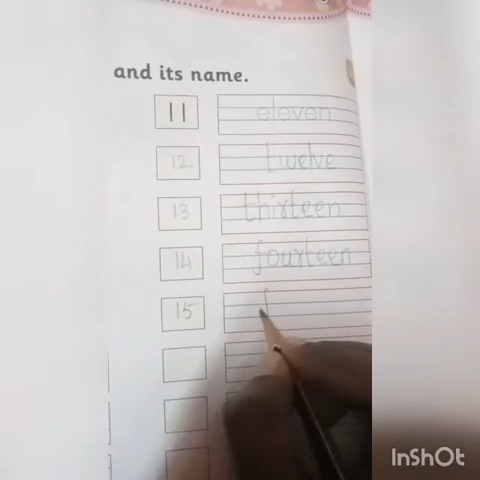 and its name.
11 eleven
12 twelve
13 thirteen
14 fourteen
15 f
InShOt